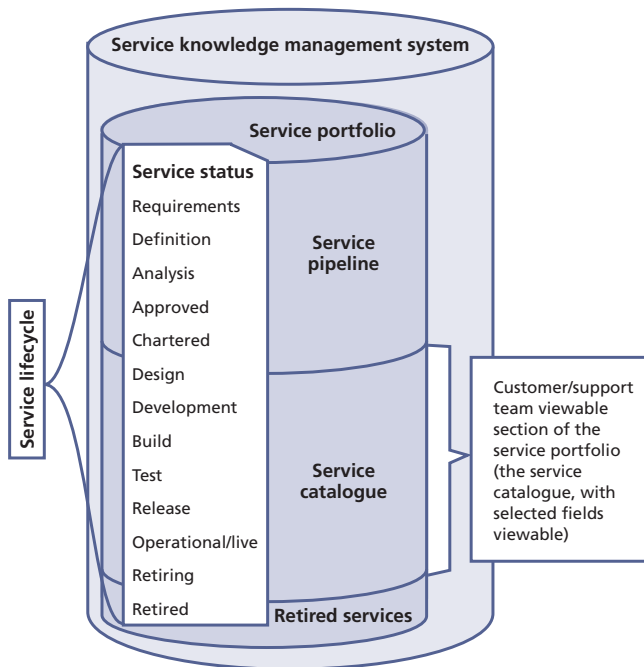 Service knowledge management system
Service portfolio
Service status
Requirements
Definition
Analysis
Approved
Chartered
Design
Development
Build
Test
Release
Operational/live
Retiring
Retired
Service
pipeline
Service
catalogue
Retired services
Service lifecycle
Customer/support
team viewable
section of the
service portfolio
(the service
catalogue, with
selected fields
viewable)